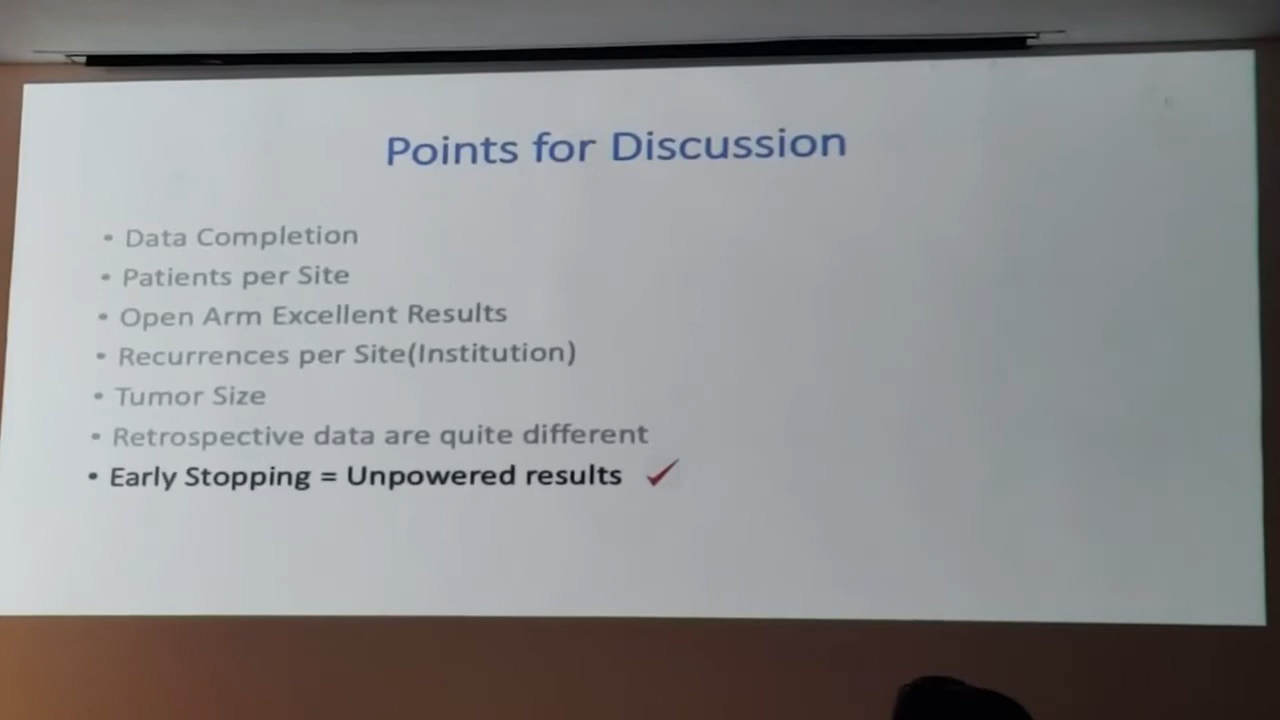 Points for Discussion
• Data Completion
• Patients per Site
• Open Arm Excellent Results
• Recurrences per Site(Institution)
• Tumor Size
• Retrospective data are quite different
• Early Stopping = Unpowered results ✓